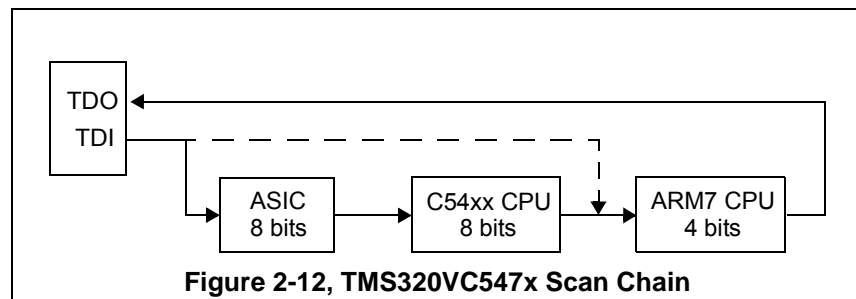 TDO
TDI
ASIC
8 bits
C54xx CPU
8 bits
ARM7 CPU
4 bits
Figure 2-12, TMS320VC547x Scan Chain